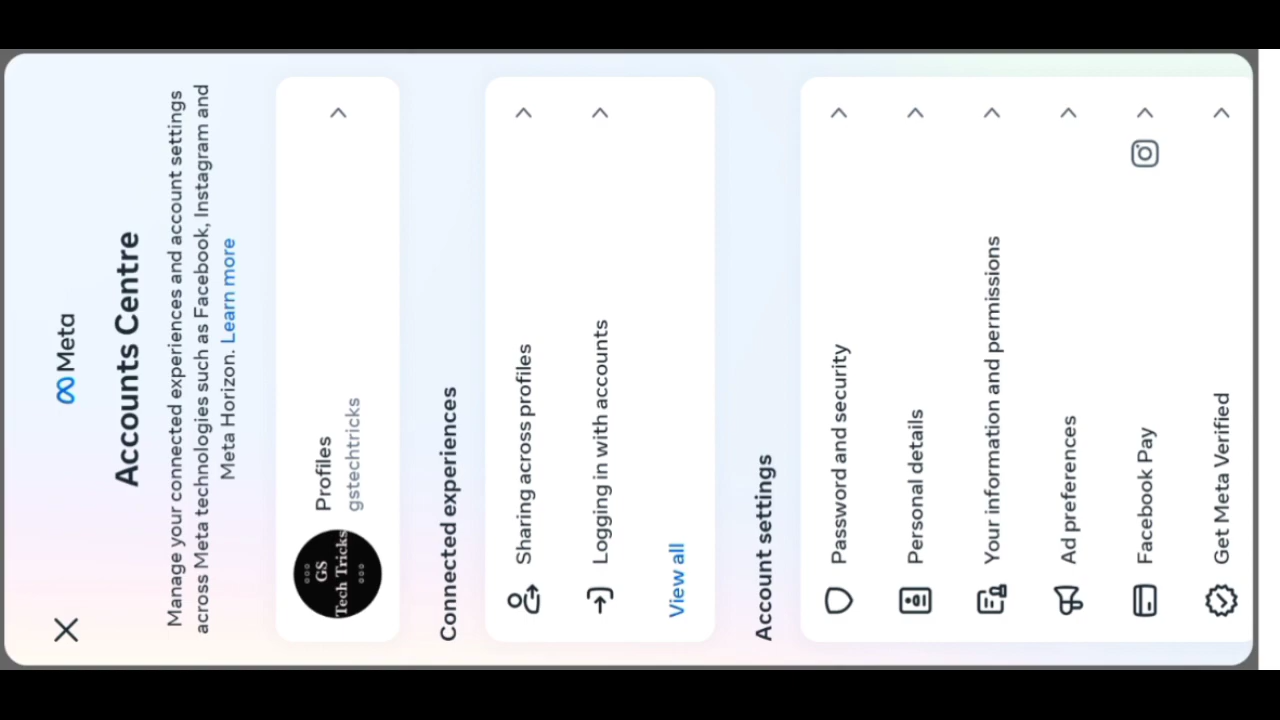 Meta
Accounts Centre
Manage your connected experiences and account settings
across Meta technologies such as Facebook, Instagram and
Meta Horizon. Learn more
GS
Tech Tricks
Profiles
gstechtricks
Connected experiences
Sharing across profiles
Logging in with accounts
View all
Account settings
Password and security
Personal details
Your information and permissions
Ad preferences
Facebook Pay
Get Meta Verified